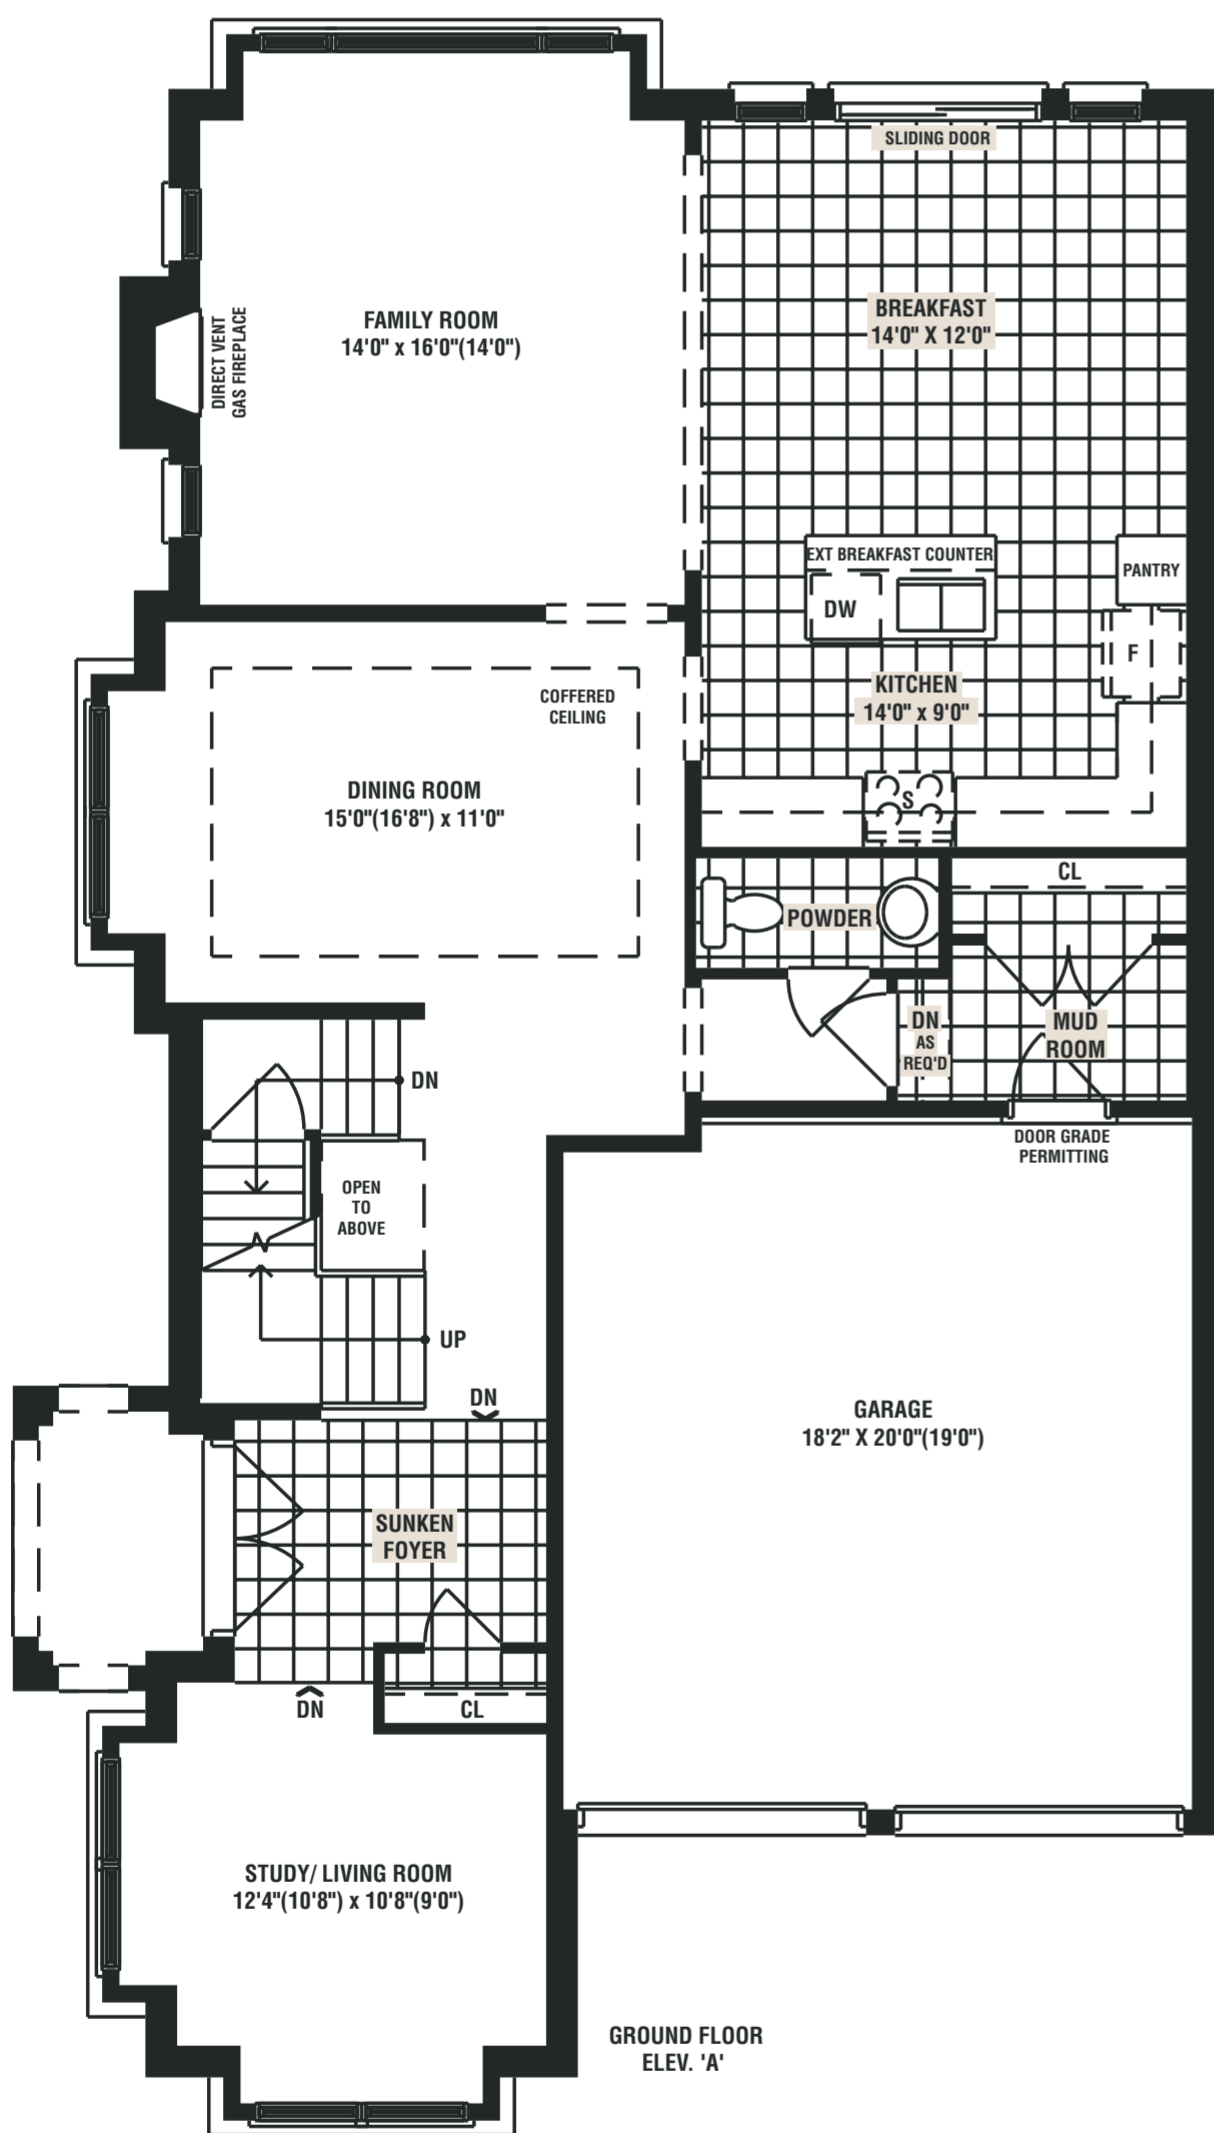 SLIDING DOOR
FAMILY ROOM
14'0" x 16'0"(14'0")
DIRECT VENT
GAS FIREPLACE
BREAKFAST
14'0" X 12'0"
EXT BREAKFAST COUNTER
PANTRY
DW
F
KITCHEN
14'0" x 9'0"
COFFERED
CEILING
DINING ROOM
15'0"(16'8") x 11'0"
S
CL
POWDER
DN
AS
REQ'D
MUD
ROOM
DN
DOOR GRADE
PERMITTING
OPEN
TO
ABOVE
UP
DN
GARAGE
18'2" X 20'0"(19'0")
SUNKEN
FOYER
DN
CL
STUDY/ LIVING ROOM
12'4"(10'8") x 10'8"(9'0")
GROUND FLOOR
ELEV. 'A'